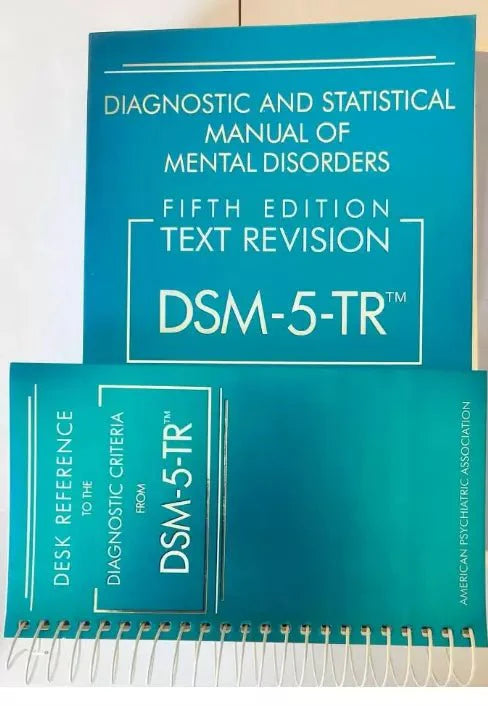 DIAGNOSTIC AND STATISTICAL
MANUAL OF
MENTAL DISORDERS
FIFTH EDITION
TEXT REVISION
DSM-5-TR™
DESK REFERENCE
TO THE
DIAGNOSTIC CRITERIA
FROM
DSM-5-TR™
AMERICAN PSYCHIATRIC ASSOCIATION